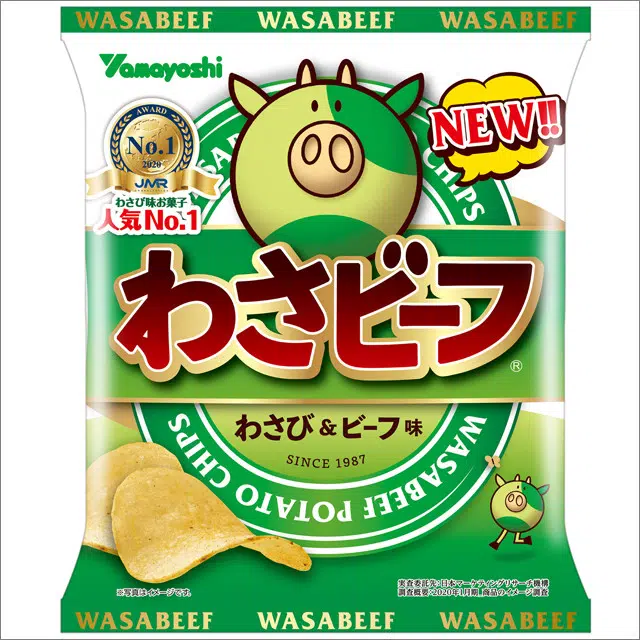 WASABEEF WASABEEF WASABEEF
Yamayoshi
AWARD
No.1
2020
JMR
わさび味お菓子
人気No.1
NEW!!
WASABEEF POTATO CHIPS
わさビーフ®
わさび&ビーフ味
SINCE 1987
WASABEEF POTATO CHIPS
※写真はイメージです。
実査委託先:日本マーケティングリサーチ機構
調査概要:2020年1月期_商品のイメージ調査
WASABEEF WASABEEF WASABEEF